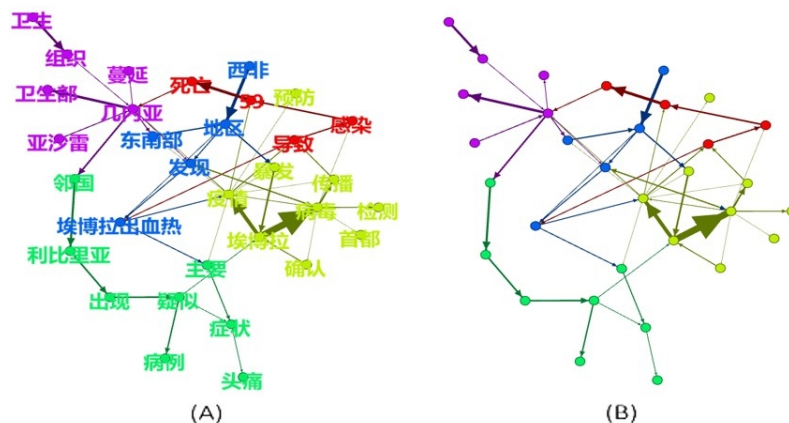 卫生
组织
西非
蔓延
死亡
59
预防
卫生部
几内亚
地区
感染
亚沙雷
东南部
导致
发现
暴发
邻国
疫情
传播
病毒
检测
埃博拉出血热
埃博拉
首都
利比里亚
主要
确认
出现
疑似
症状
病例
头痛
(A)
(B)